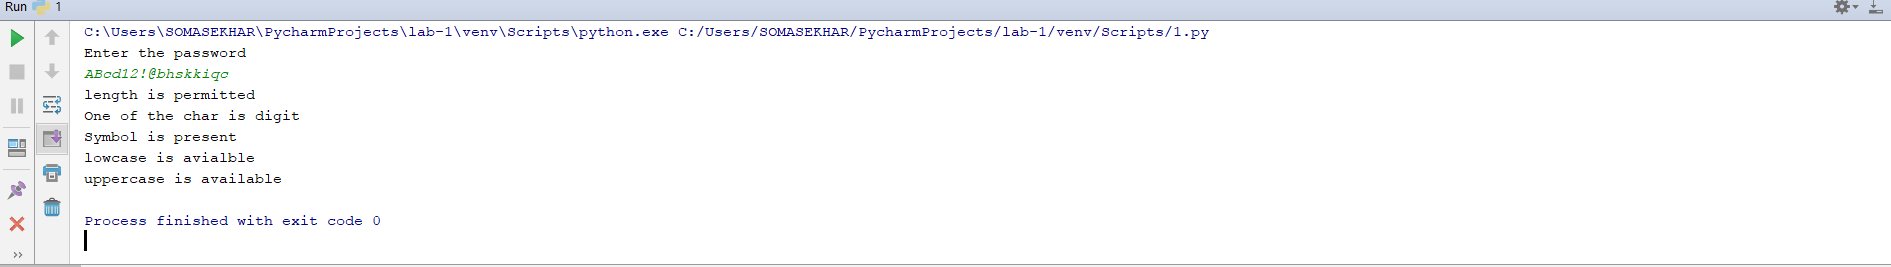 Run 1
C:\Users\SOMASEKHAR\PycharmProjects\lab-1\venv\Scripts\python.exe C:/Users/SOMASEKHAR/PycharmProjects/lab-1/venv/Scripts/1.py
Enter the password
ABcd12!@bhskkiqc
length is permitted
One of the char is digit
Symbol is present
lowcase is avialble
uppercase is available
Process finished with exit code 0